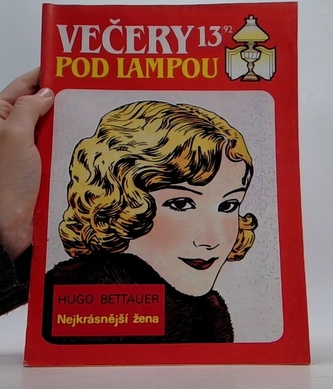 VEČERY 13 92
POD LAMPOU
HUGO BETTAUER
Nejkrásnější žena